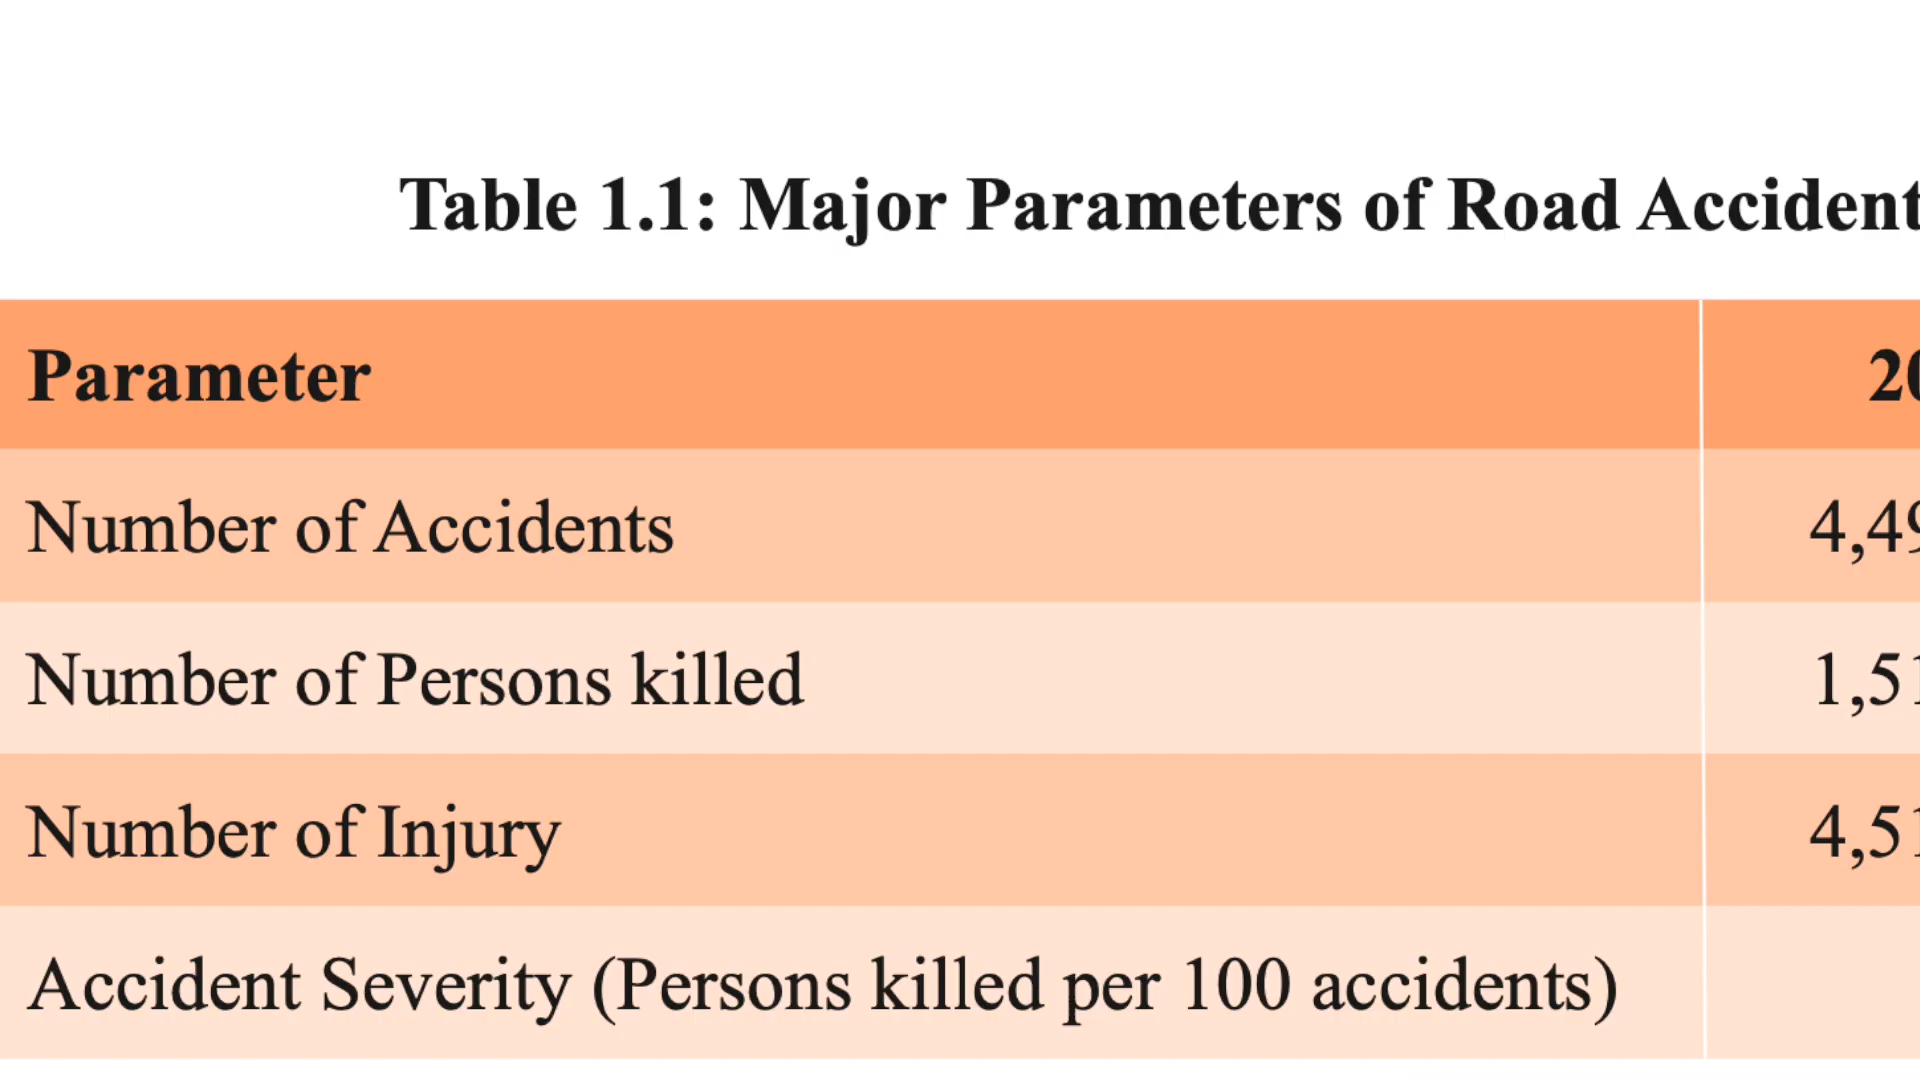 Table 1.1: Major Parameters of Road Accident
Parameter
Number of Accidents
Number of Persons killed
Number of Injury
Accident Severity (Persons killed per 100 accidents)